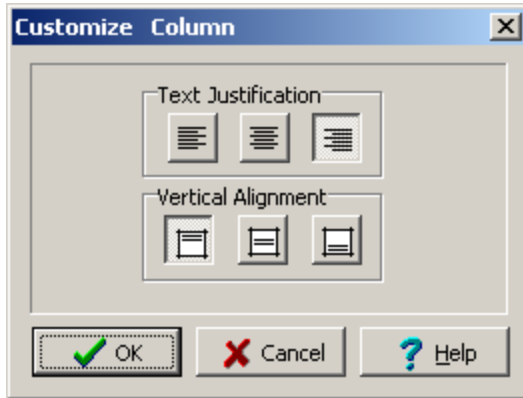 Customize Column
Text Justification
Vertical Alignment
OK
Cancel
Help